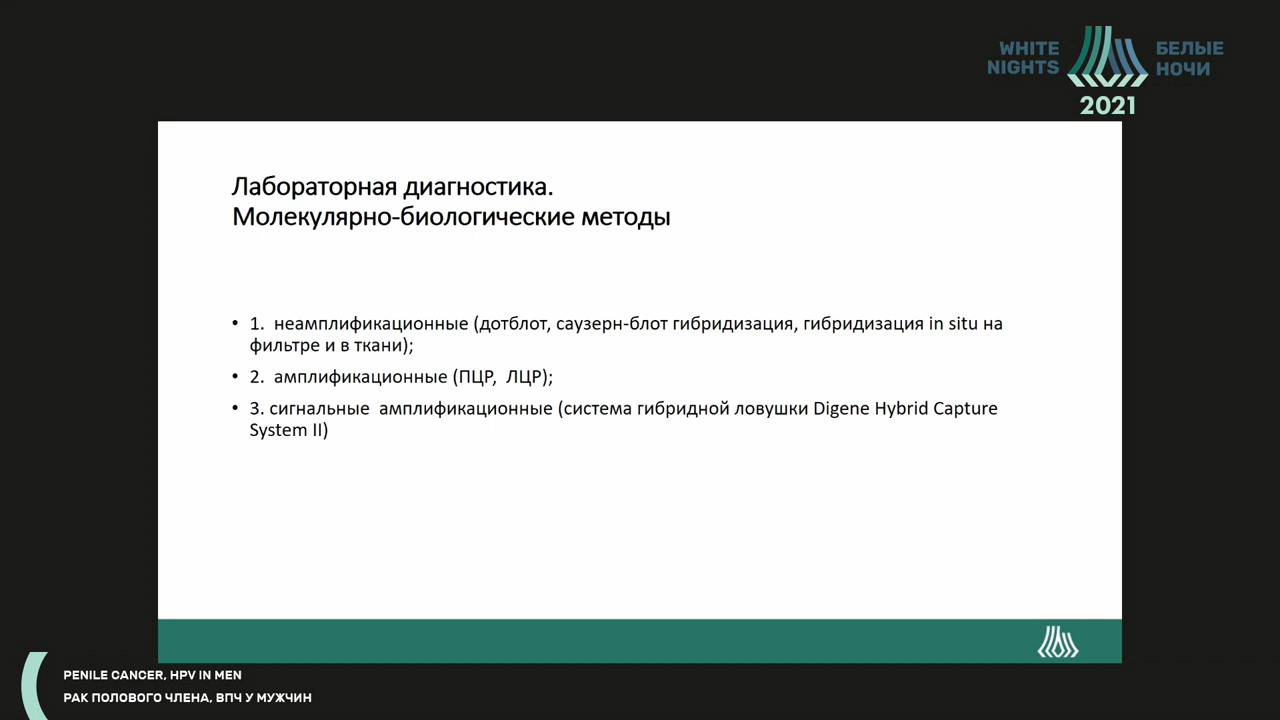 WHITE
NIGHTS
БЕЛЫЕ
НОЧИ
2021
Лабораторная диагностика.
Молекулярно-биологические методы
• 1.  неамплификационные (дотблот, саузерн-блот гибридизация, гибридизация in situ на
фильтре и в ткани);
• 2.  амплификационные (ПЦР,  ЛЦР);
• 3. сигнальные  амплификационные (система гибридной ловушки Digene Hybrid Capture
System II)
PENILE CANCER, HPV IN MEN
РАК ПОЛОВОГО ЧЛЕНА, ВПЧ У МУЖЧИН